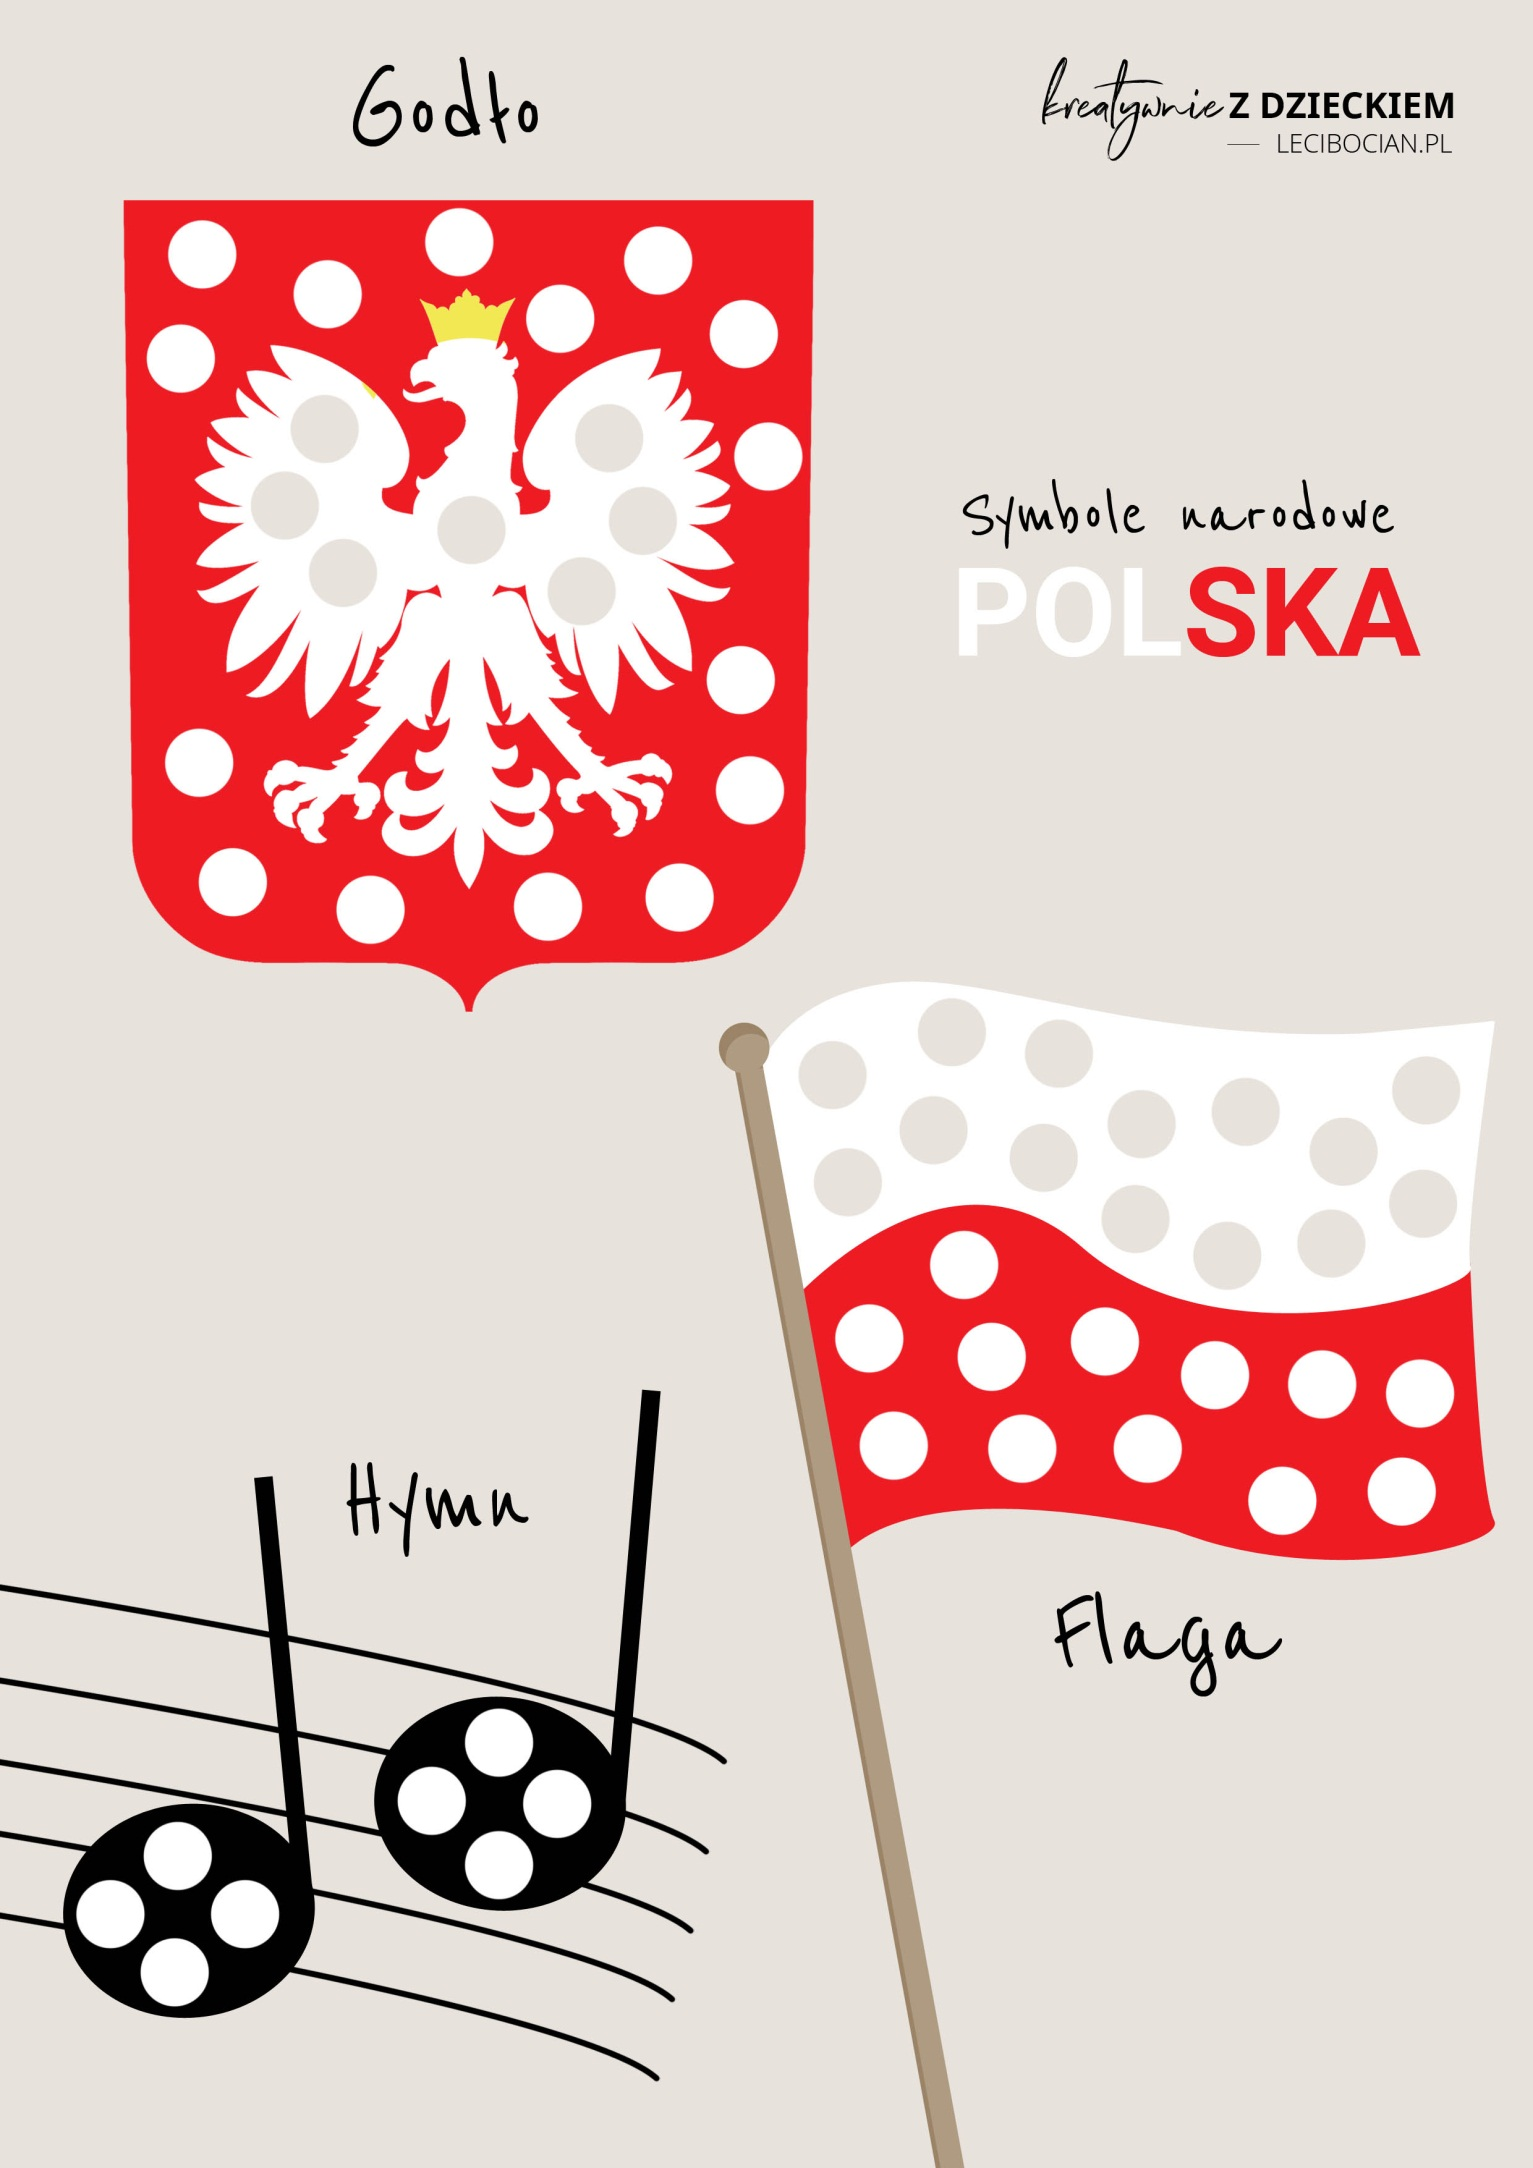 Godło
kreatywnie Z DZIECKIEM
LECIBOCIAN.PL
Symbole narodowe
POLSKA
Hymn
Flaga